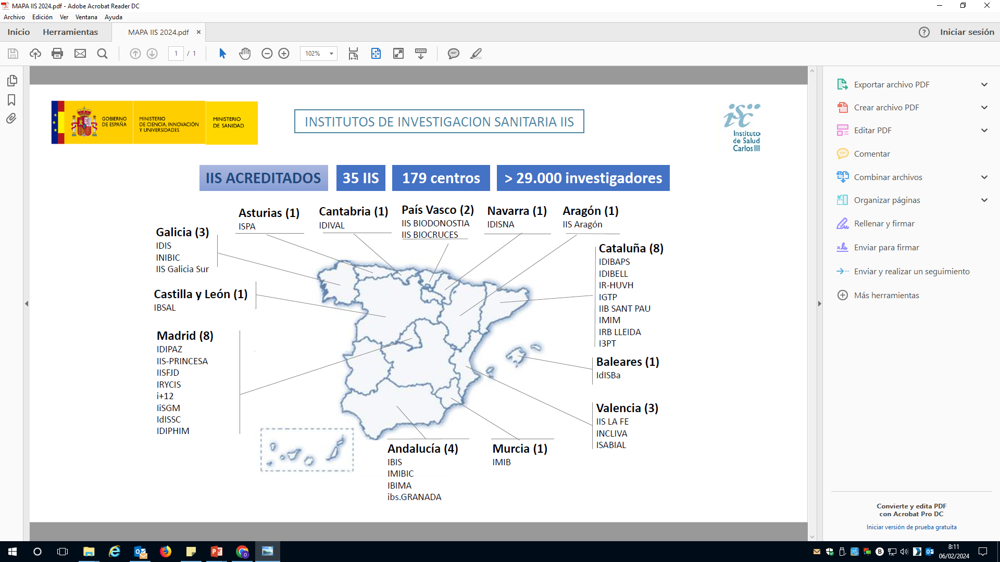 MAPA IIS 2024.pdf - Adobe Acrobat Reader DC
Archivo Edición Ver Ventana Ayuda
Inicio Herramientas MAPA IIS 2024.pdf × ? Iniciar sesión
1 / 1 102%
GOBIERNO
DE ESPAÑA
MINISTERIO
DE CIENCIA, INNOVACIÓN
Y UNIVERSIDADES
MINISTERIO
DE SANIDAD
INSTITUTOS DE INVESTIGACION SANITARIA IIS
isc
Instituto
de Salud
Carlos III
IIS ACREDITADOS
35 IIS
179 centros
> 29.000 investigadores
Asturias (1)
ISPA
Cantabria (1)
IDIVAL
País Vasco (2)
IIS BIODONOSTIA
IIS BIOCRUCES
Navarra (1)
IDISNA
Aragón (1)
IIS Aragón
Galicia (3)
IDIS
INIBIC
IIS Galicia Sur
Castilla y León (1)
IBSAL
Madrid (8)
IDIPAZ
IIS-PRINCESA
IISFJD
IRYCIS
i+12
IiSGM
IdISSC
IDIPHIM
Cataluña (8)
IDIBAPS
IDIBELL
IR-HUVH
IGTP
IIB SANT PAU
IMIM
IRB LLEIDA
I3PT
Baleares (1)
IdISBa
Valencia (3)
IIS LA FE
INCLIVA
ISABIAL
Andalucía (4)
IBIS
IMIBIC
IBIMA
ibs.GRANADA
Murcia (1)
IMIB
Exportar archivo PDF
Crear archivo PDF
Editar PDF
Comentar
Combinar archivos
Organizar páginas
Rellenar y firmar
Enviar para firmar
Enviar y realizar un seguimiento
Más herramientas
Convierte y edita PDF
con Acrobat Pro DC
Iniciar versión de prueba gratuita
8:11
06/02/2024